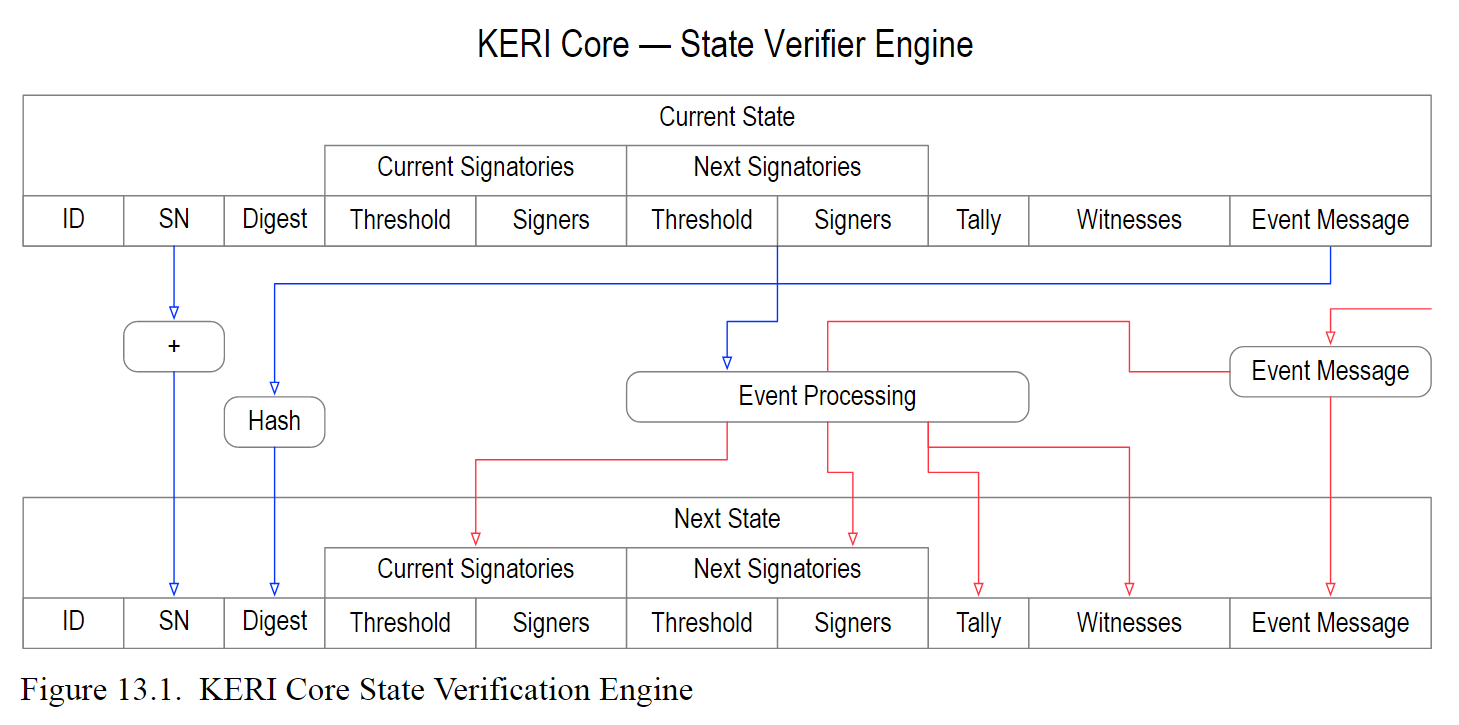 KERI Core — State Verifier Engine
Current State
Current Signatories Next Signatories
ID SN Digest Threshold Signers Threshold Signers Tally Witnesses Event Message
+
Event Message
Event Processing
Hash
Next State
Current Signatories Next Signatories
ID SN Digest Threshold Signers Threshold Signers Tally Witnesses Event Message
Figure 13.1. KERI Core State Verification Engine